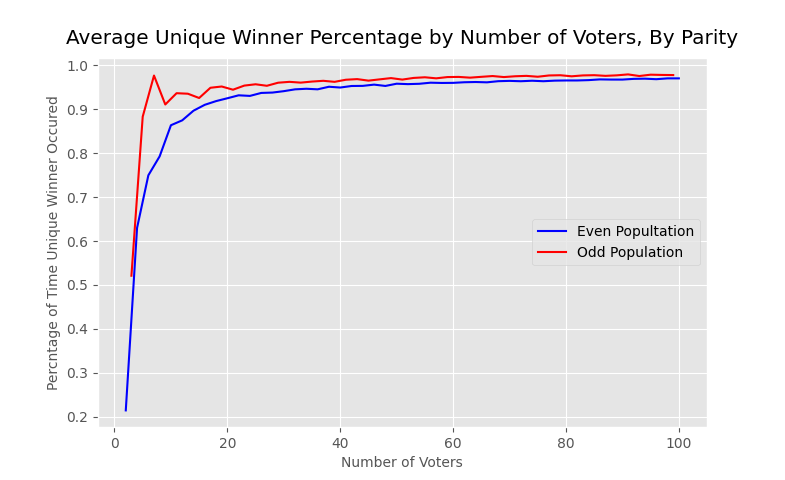 Average Unique Winner Percentage by Number of Voters, By Parity
1.0
0.9
0.8
0.7
0.6
0.5
0.4
0.3
0.2
Percntage of Time Unique Winner Occured
Even Popultation
Odd Population
0 20 40 60 80 100
Number of Voters